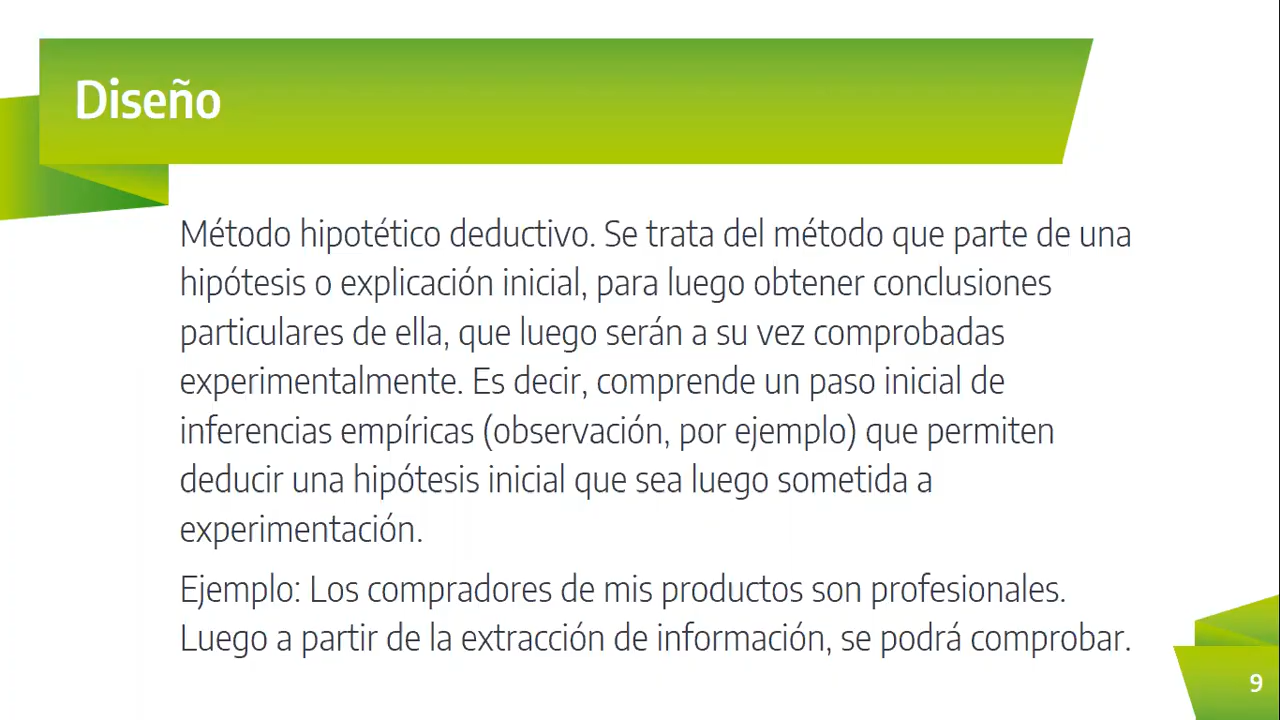 Diseño
Método hipotético deductivo. Se trata del método que parte de una
hipótesis o explicación inicial, para luego obtener conclusiones
particulares de ella, que luego serán a su vez comprobadas
experimentalmente. Es decir, comprende un paso inicial de
inferencias empíricas (observación, por ejemplo) que permiten
deducir una hipótesis inicial que sea luego sometida a
experimentación.
Ejemplo: Los compradores de mis productos son profesionales.
Luego a partir de la extracción de información, se podrá comprobar.
9